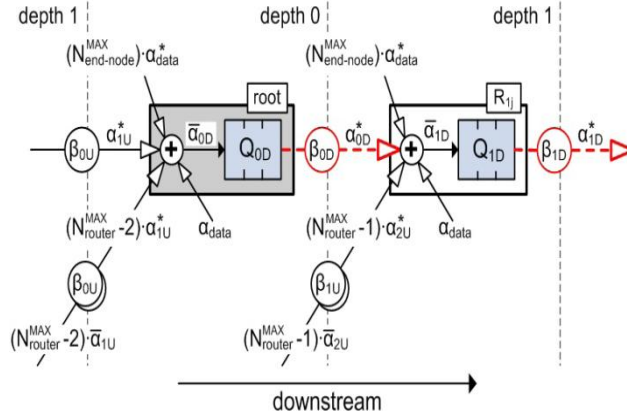 depth 1 depth 0 depth 1
(N^MAX_end-node)·α*_data (N^MAX_end-node)·α*_data
root R_1j
β_0U α*_1U + ᾱ_0D Q_0D β_0D α*_0D + ᾱ_1D Q_1D β_1D α*_1D
(N^MAX_router-2)·α*_1U α_data (N^MAX_router-1)·α*_2U α_data
β_0U β_1U
(N^MAX_router-2)·ᾱ_1U (N^MAX_router-1)·ᾱ_2U
downstream